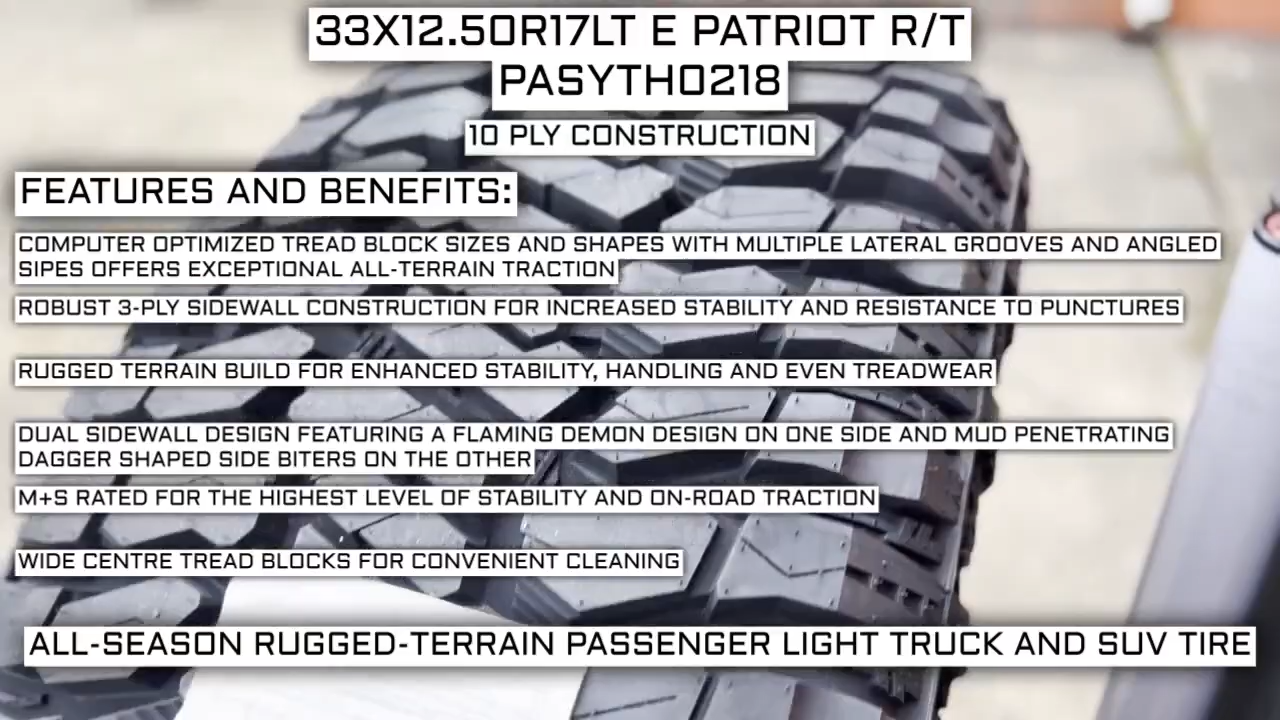 33X12.50R17LT E PATRIOT R/T
PASYTH0218
10 PLY CONSTRUCTION
FEATURES AND BENEFITS:
COMPUTER OPTIMIZED TREAD BLOCK SIZES AND SHAPES WITH MULTIPLE LATERAL GROOVES AND ANGLED
SIPES OFFERS EXCEPTIONAL ALL-TERRAIN TRACTION
ROBUST 3-PLY SIDEWALL CONSTRUCTION FOR INCREASED STABILITY AND RESISTANCE TO PUNCTURES
RUGGED TERRAIN BUILD FOR ENHANCED STABILITY, HANDLING AND EVEN TREADWEAR
DUAL SIDEWALL DESIGN FEATURING A FLAMING DEMON DESIGN ON ONE SIDE AND MUD PENETRATING
DAGGER SHAPED SIDE BITERS ON THE OTHER
M+S RATED FOR THE HIGHEST LEVEL OF STABILITY AND ON-ROAD TRACTION
WIDE CENTRE TREAD BLOCKS FOR CONVENIENT CLEANING
ALL-SEASON RUGGED-TERRAIN PASSENGER LIGHT TRUCK AND SUV TIRE